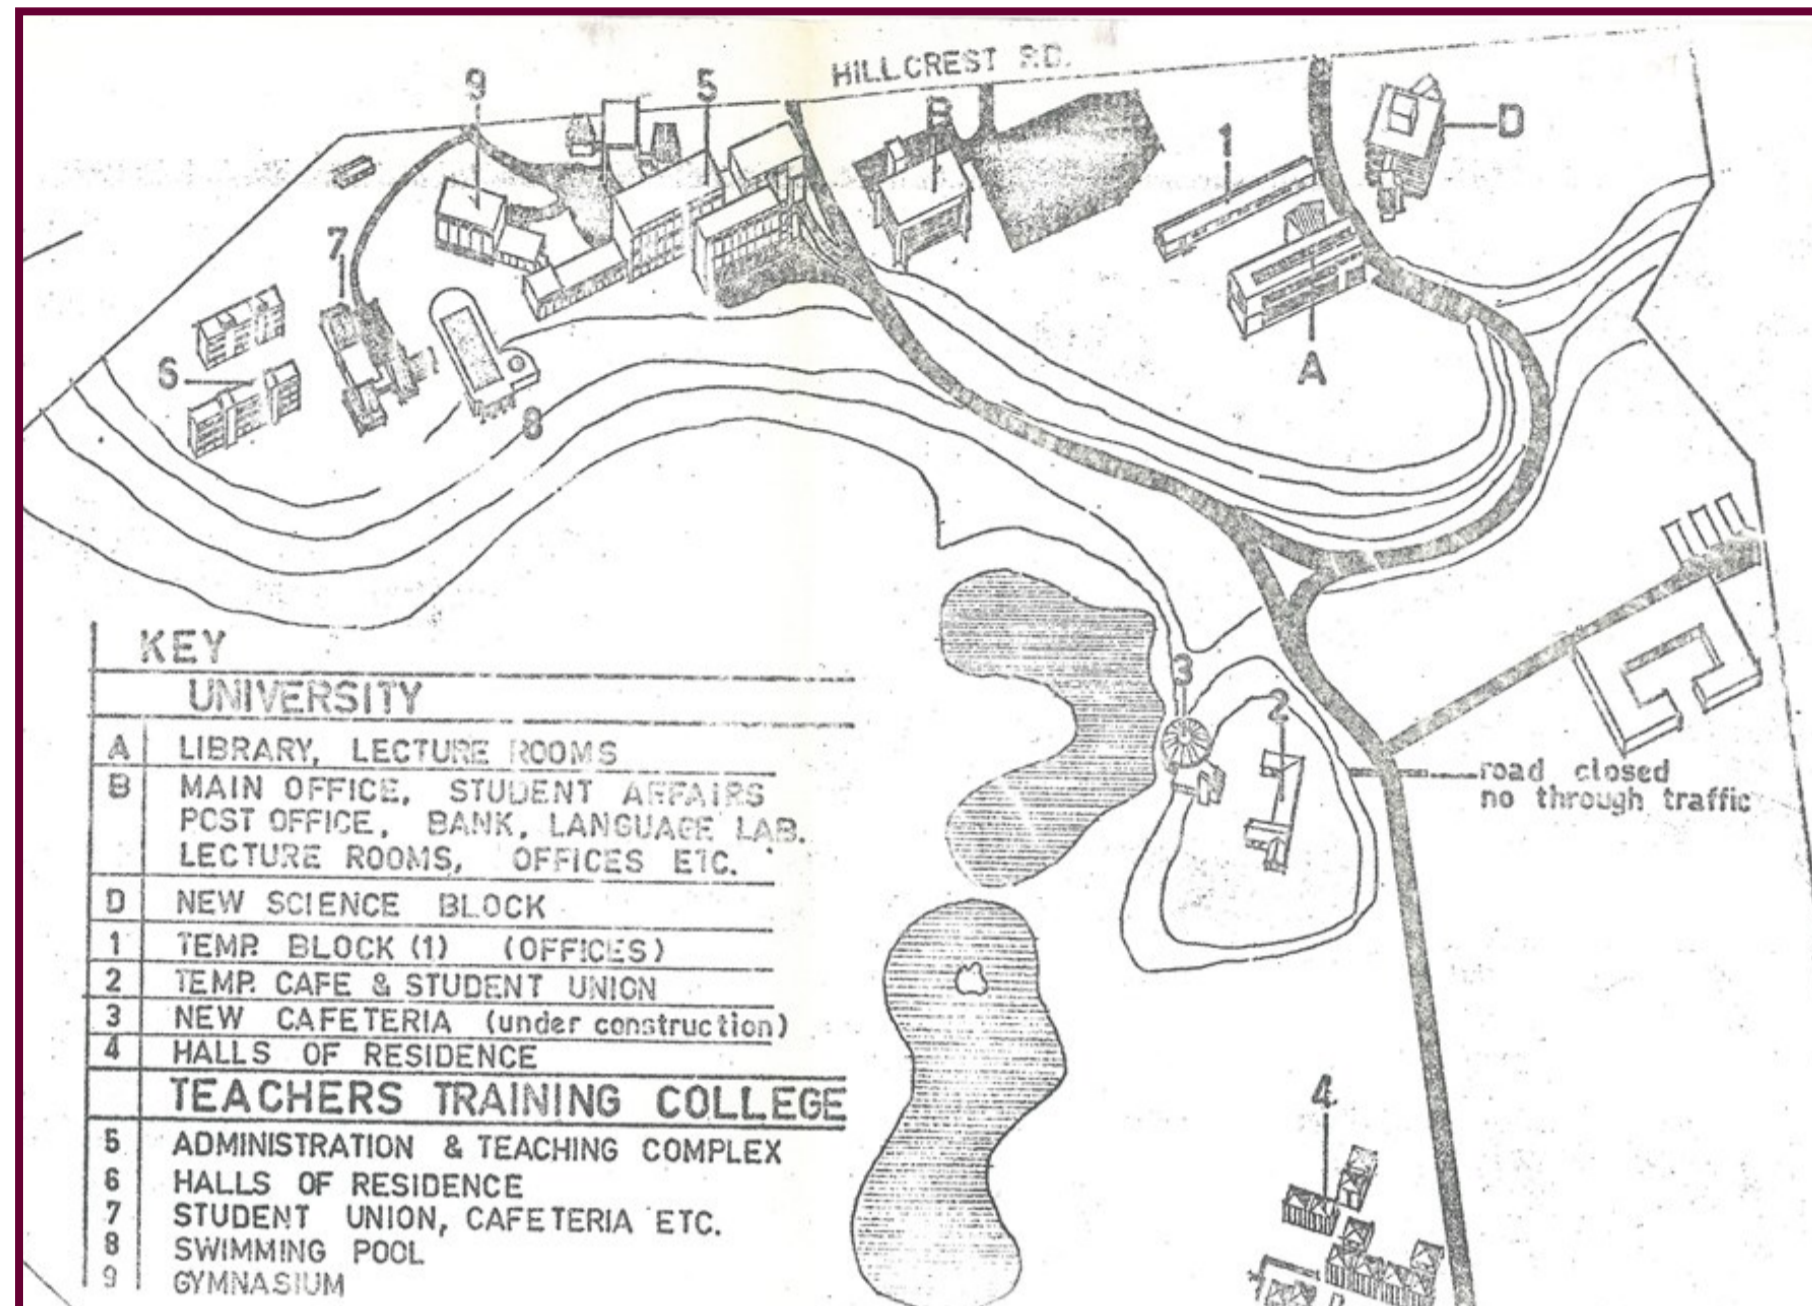 HILLCREST RD.
9
5
B
D
1
7
A
6
8
3
2
road closed
no through traffic
4
KEY
UNIVERSITY
A LIBRARY, LECTURE ROOMS
B MAIN OFFICE, STUDENT AFFAIRS
POST OFFICE, BANK, LANGUAGE LAB.
LECTURE ROOMS, OFFICES ETC.
D NEW SCIENCE BLOCK
1 TEMP. BLOCK (1) (OFFICES)
2 TEMP. CAFE & STUDENT UNION
3 NEW CAFETERIA (under construction)
4 HALLS OF RESIDENCE
TEACHERS TRAINING COLLEGE
5 ADMINISTRATION & TEACHING COMPLEX
6 HALLS OF RESIDENCE
7 STUDENT UNION, CAFETERIA ETC.
8 SWIMMING POOL
9 GYMNASIUM